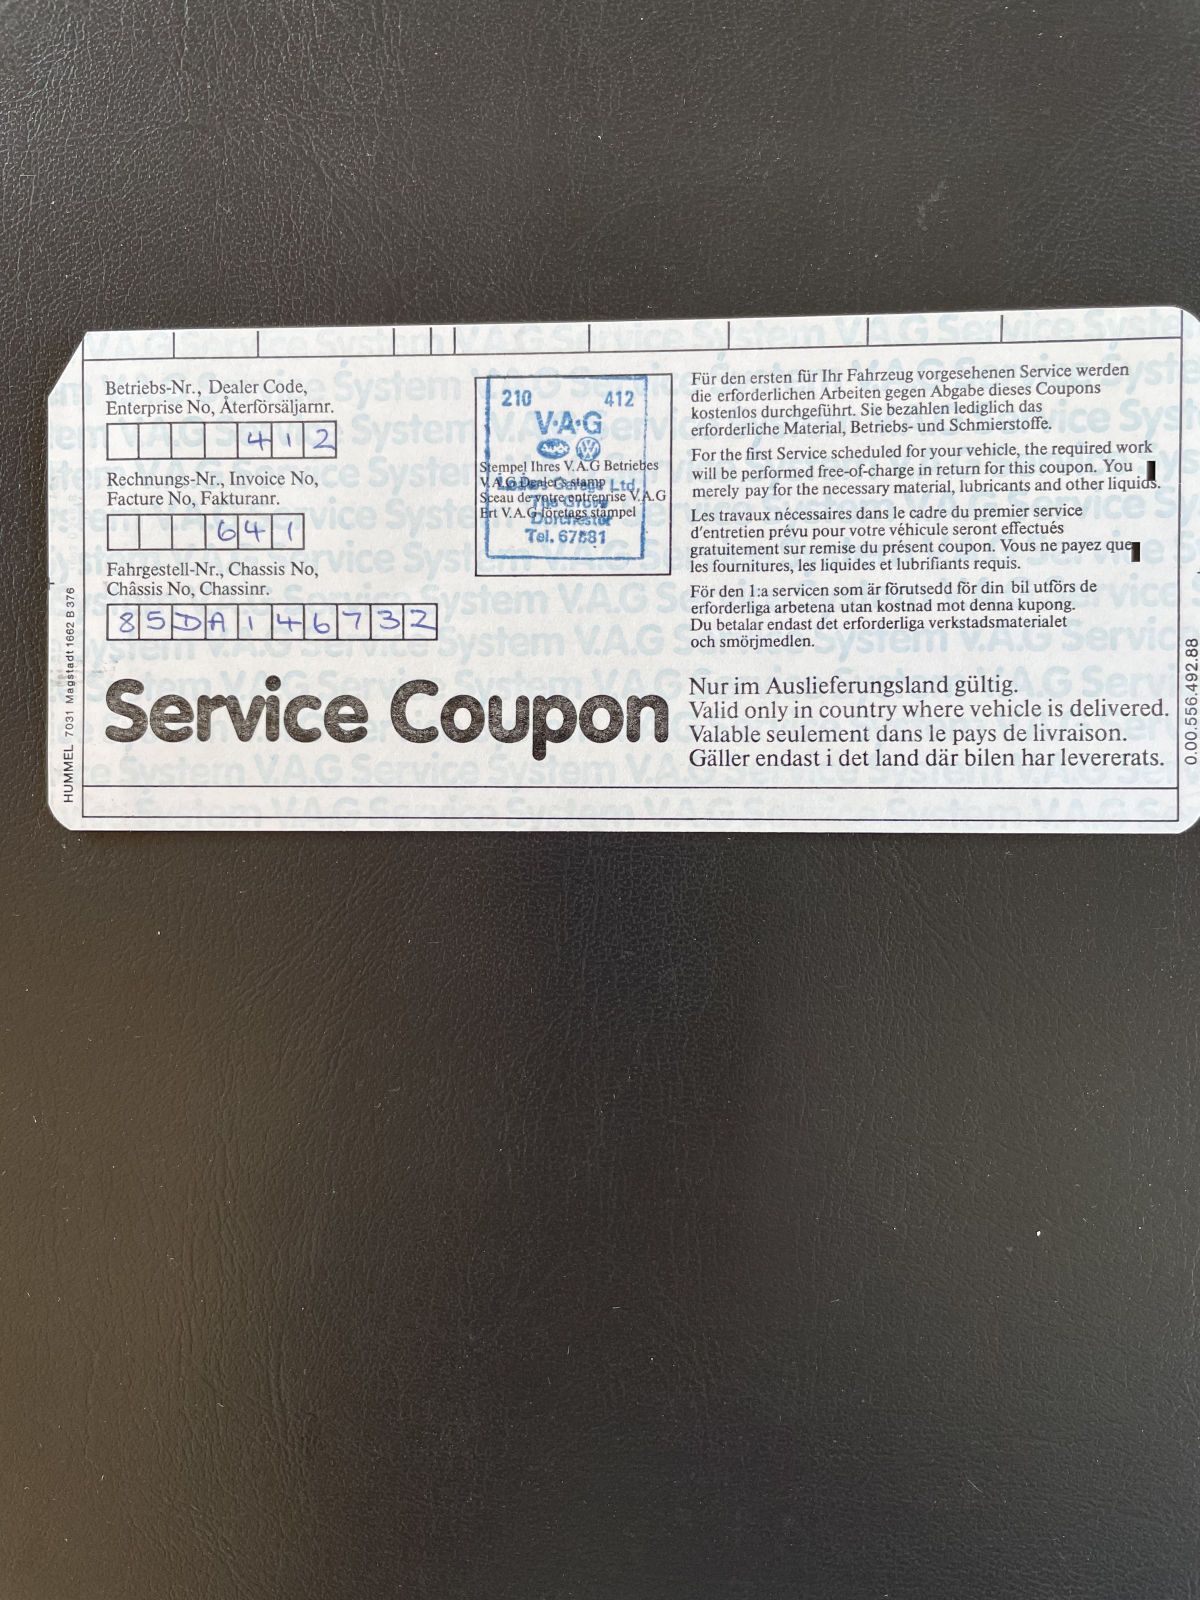 Betriebs-Nr., Dealer Code,
Enterprise No, Återförsäljarnr.
412
Rechnungs-Nr., Invoice No,
Facture No, Fakturanr.
641
Fahrgestell-Nr., Chassis No,
Châssis No, Chassinr.
85DA146732
Service Coupon
210 412
V·A·G
Stempel Ihres V.A.G Betriebes
V.A.G Dealer's stamp
Garage Ltd.
Sceau de votre entreprise V.A.G
The Grove
Ert V.A.G företags stämpel
Dorchester
Tel. 67581
Für den ersten für Ihr Fahrzeug vorgesehenen Service werden
die erforderlichen Arbeiten gegen Abgabe dieses Coupons
kostenlos durchgeführt. Sie bezahlen lediglich das
erforderliche Material, Betriebs- und Schmierstoffe.
For the first Service scheduled for your vehicle, the required work
will be performed free-of-charge in return for this coupon. You
merely pay for the necessary material, lubricants and other liquids.
Les travaux nécessaires dans le cadre du premier service
d'entretien prévu pour votre véhicule seront effectués
gratuitement sur remise du présent coupon. Vous ne payez que
les fournitures, les liquides et lubrifiants requis.
För den 1:a servicen som är förutsedd för din bil utförs de
erforderliga arbetena utan kostnad mot denna kupong.
Du betalar endast det erforderliga verkstadsmaterialet
och smörjmedlen.
Nur im Auslieferungsland gültig.
Valid only in country where vehicle is delivered.
Valable seulement dans le pays de livraison.
Gäller endast i det land där bilen har levererats.
HUMMEL 7031 Magstadt 1662 B 376
0.00.556.492.88